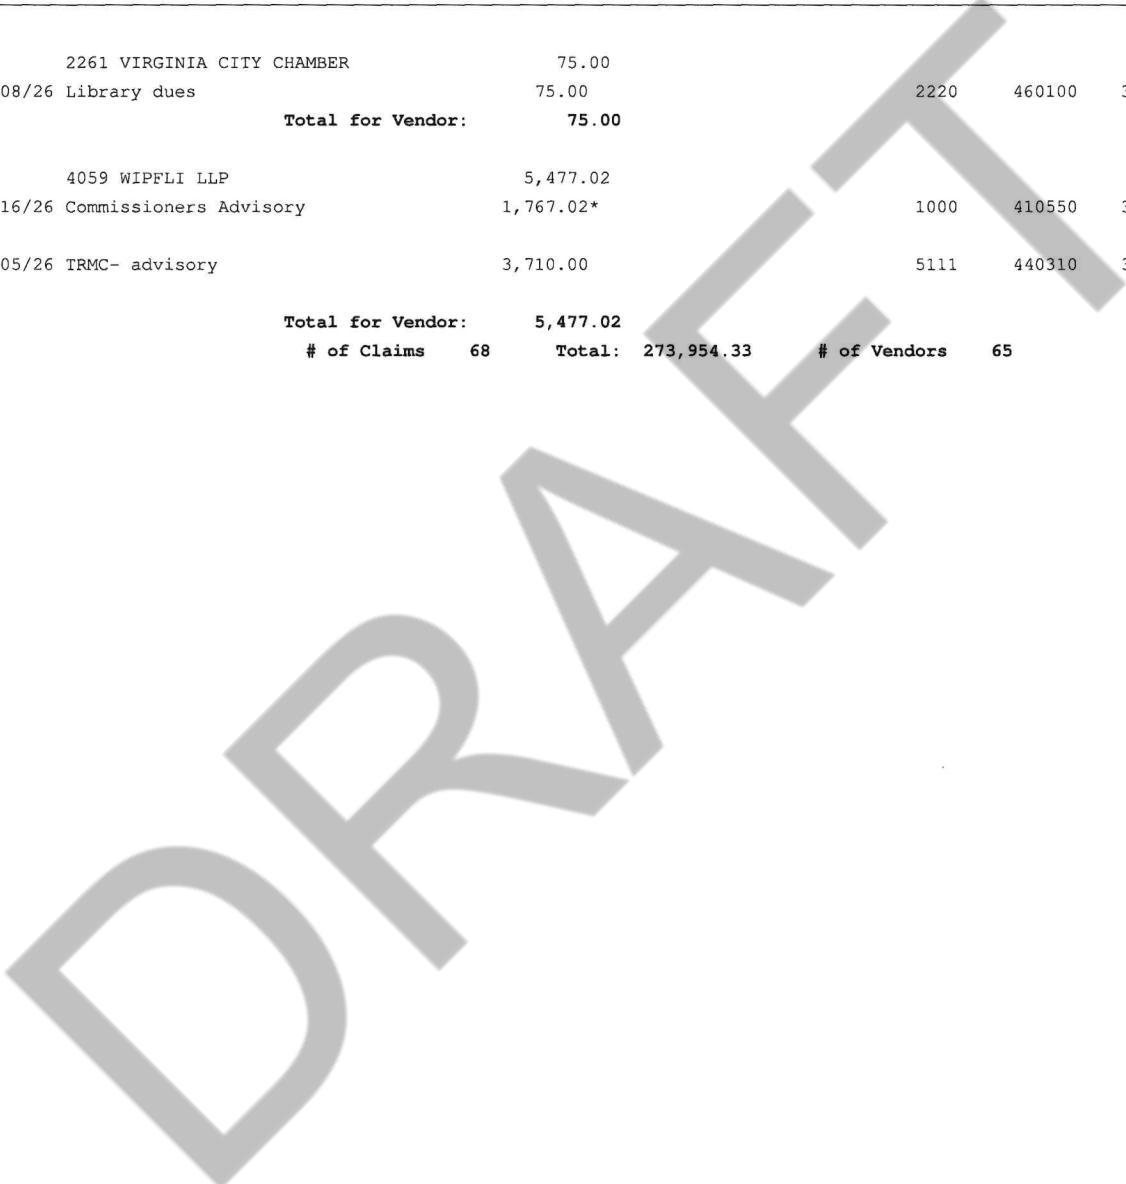 2261 VIRGINIA CITY CHAMBER 75.00
08/26 Library dues 75.00 2220 460100 3
Total for Vendor: 75.00
4059 WIPFLI LLP 5,477.02
16/26 Commissioners Advisory 1,767.02* 1000 410550 3
05/26 TRMC- advisory 3,710.00 5111 440310 3
Total for Vendor: 5,477.02
# of Claims 68 Total: 273,954.33 # of Vendors 65
DRAFT